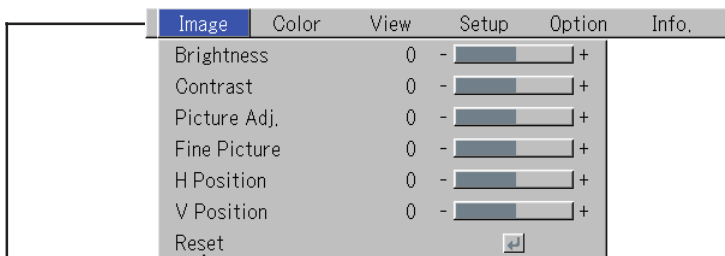 Image Color View Setup Option Info.
Brightness 0 - +
Contrast 0 - +
Picture Adj. 0 - +
Fine Picture 0 - +
H Position 0 - +
V Position 0 - +
Reset